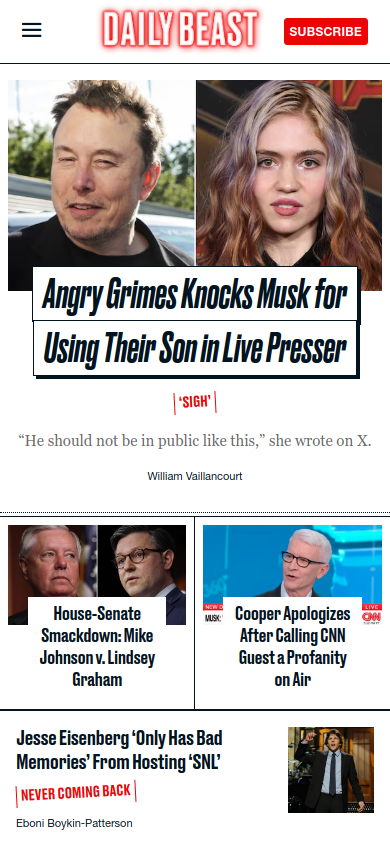 DAILY BEAST
SUBSCRIBE
Angry Grimes Knocks Musk for
Using Their Son in Live Presser
‘SIGH’
“He should not be in public like this,” she wrote on X.
William Vaillancourt
House-Senate
Smackdown: Mike
Johnson v. Lindsey
Graham
NEW D
MUSK:
LIVE
CNN
Cooper Apologizes
After Calling CNN
Guest a Profanity
on Air
Jesse Eisenberg ‘Only Has Bad
Memories’ From Hosting ‘SNL’
NEVER COMING BACK
Eboni Boykin-Patterson